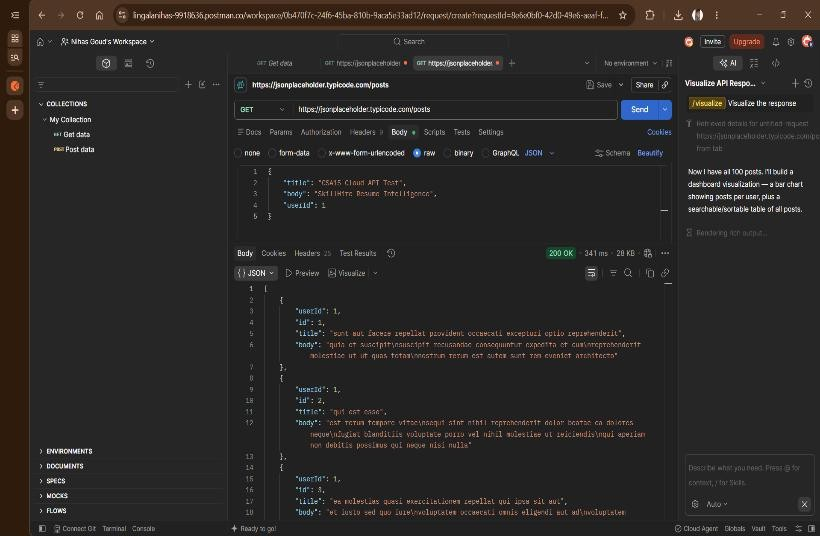 lingalanihas-9918636.postman.co/workspace/0b470f7c-24f6-45ba-810b-9aca5e33ad12/request/create?requestId=8e6e0bf0-42d0-49e6-aeaf-f...
Nihas Goud's Workspace
Search
Invite
Upgrade
Get data
https://jsonplaceholder
GET https://jsonplaceholder.
No environment
AI
https://jsonplaceholder.typicode.com/posts
Save
Share
Visualize API Respo...
COLLECTIONS
My Collection
GET Get data
POST Post data
GET
https://jsonplaceholder.typicode.com/posts
Send
/visualize Visualize the response
Docs Params Authorization Headers 9 Body Scripts Tests Settings
Cookies
none form-data x-www-form-urlencoded raw binary GraphQL JSON
Schema Beautify
Retrieved details for untitled request
https://jsonplaceholder.typicode.com/pos
from tab
Now I have all 100 posts. I'll build a
dashboard visualization — a bar chart
showing posts per user, plus a
searchable/sortable table of all posts.
Rendering rich output...
1 {
2 "title": "CSA15 Cloud API Test",
3 "body": "SkillHire Resume Intelligence",
4 "userId": 1
5 }
Body Cookies Headers 25 Test Results
200 OK · 341 ms · 28 KB
{ } JSON Preview Visualize
1 [
2 {
3 "userId": 1,
4 "id": 1,
5 "title": "sunt aut facere repellat provident occaecati excepturi optio reprehenderit",
6 "body": "quia et suscipit\nsuscipit recusandae consequuntur expedita et cum\nreprehenderit
molestiae ut ut quas totam\nnostrum rerum est autem sunt rem eveniet architecto"
7 },
8 {
9 "userId": 1,
10 "id": 2,
11 "title": "qui est esse",
12 "body": "est rerum tempore vitae\nsequi sint nihil reprehenderit dolor beatae ea dolores
neque\nfugiat blanditiis voluptate porro vel nihil molestiae ut reiciendis\nqui aperiam
non debitis possimus qui neque nisi nulla"
13 },
14 {
15 "userId": 1,
16 "id": 3,
17 "title": "ea molestias quasi exercitationem repellat qui ipsa sit aut",
18 "body": "et iusto sed quo iure\nvoluptatem occaecati omnis eligendi aut ad\nvoluptatem
ENVIRONMENTS
DOCUMENTS
SPECS
MOCKS
FLOWS
Describe what you need. Press @ for
context, / for Skills.
Auto
Connect Git Terminal Console
Ready to go!
Cloud Agent Globals Vault Tools